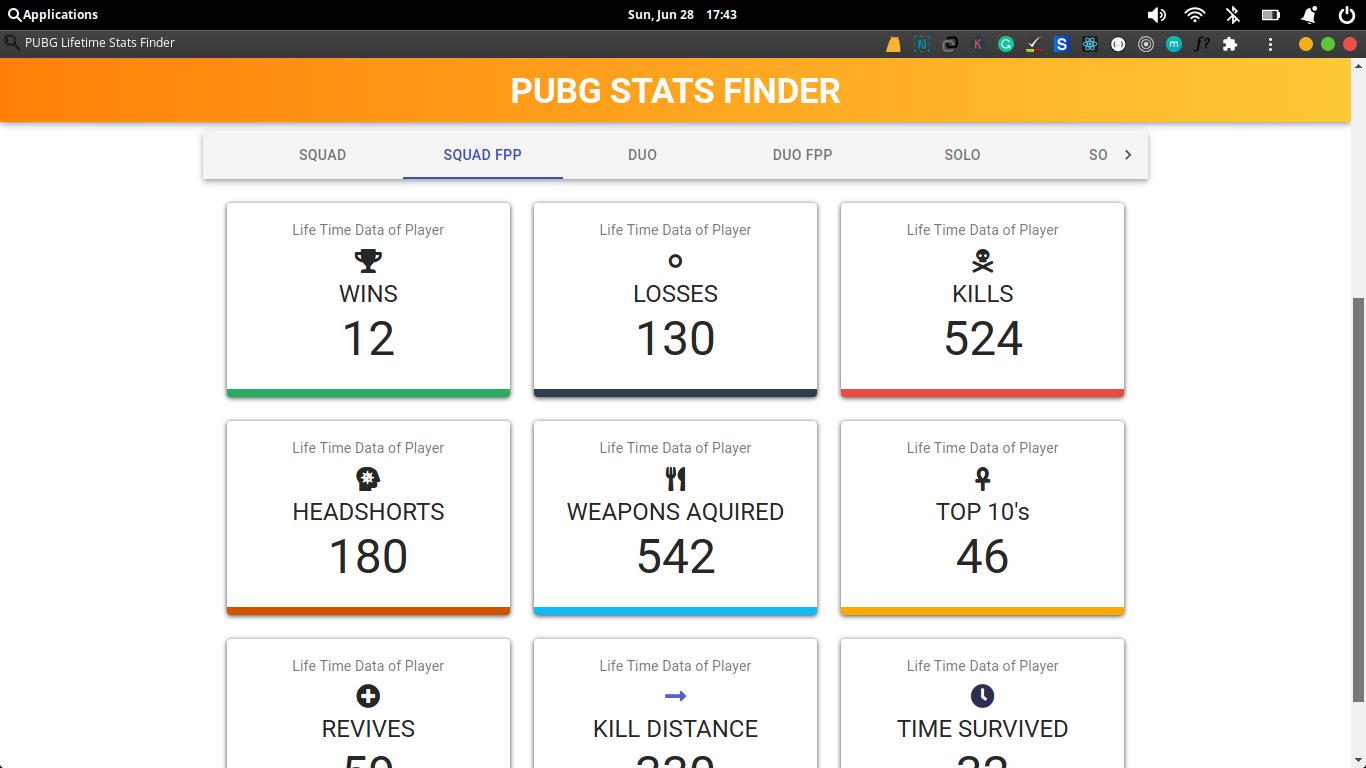 Applications
Sun, Jun 28 17:43
PUBG Lifetime Stats Finder
PUBG STATS FINDER
SQUAD SQUAD FPP DUO DUO FPP SOLO SO
Life Time Data of Player Life Time Data of Player Life Time Data of Player
WINS LOSSES KILLS
12 130 524
Life Time Data of Player Life Time Data of Player Life Time Data of Player
HEADSHORTS WEAPONS AQUIRED TOP 10's
180 542 46
Life Time Data of Player Life Time Data of Player Life Time Data of Player
REVIVES KILL DISTANCE TIME SURVIVED